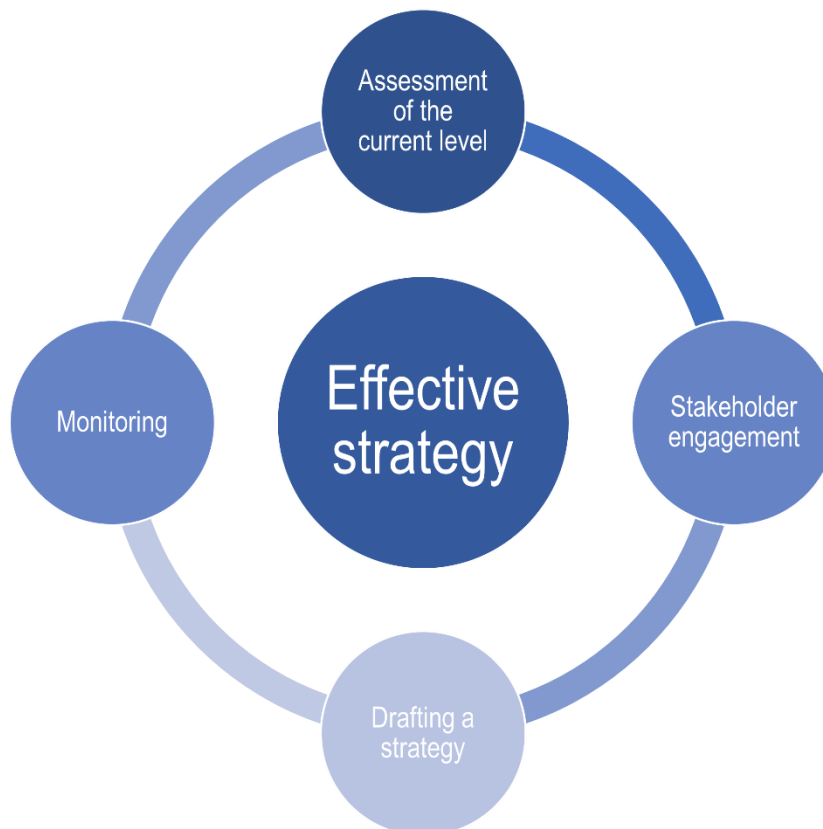 Assessment
of the
current level
Effective
strategy
Monitoring
Stakeholder
engagement
Drafting a
strategy